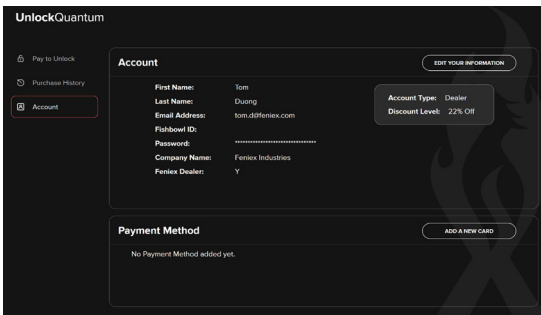 UnlockQuantum
Pay to Unlock
Purchase History
Account
Account
EDIT YOUR INFORMATION
First Name: Tom
Last Name: Duong
Email Address: tom.d@feniex.com
Fishbowl ID:
Password: ********************************
Company Name: Feniex Industries
Feniex Dealer: Y
Account Type: Dealer
Discount Level: 22% Off
Payment Method
ADD A NEW CARD
No Payment Method added yet.